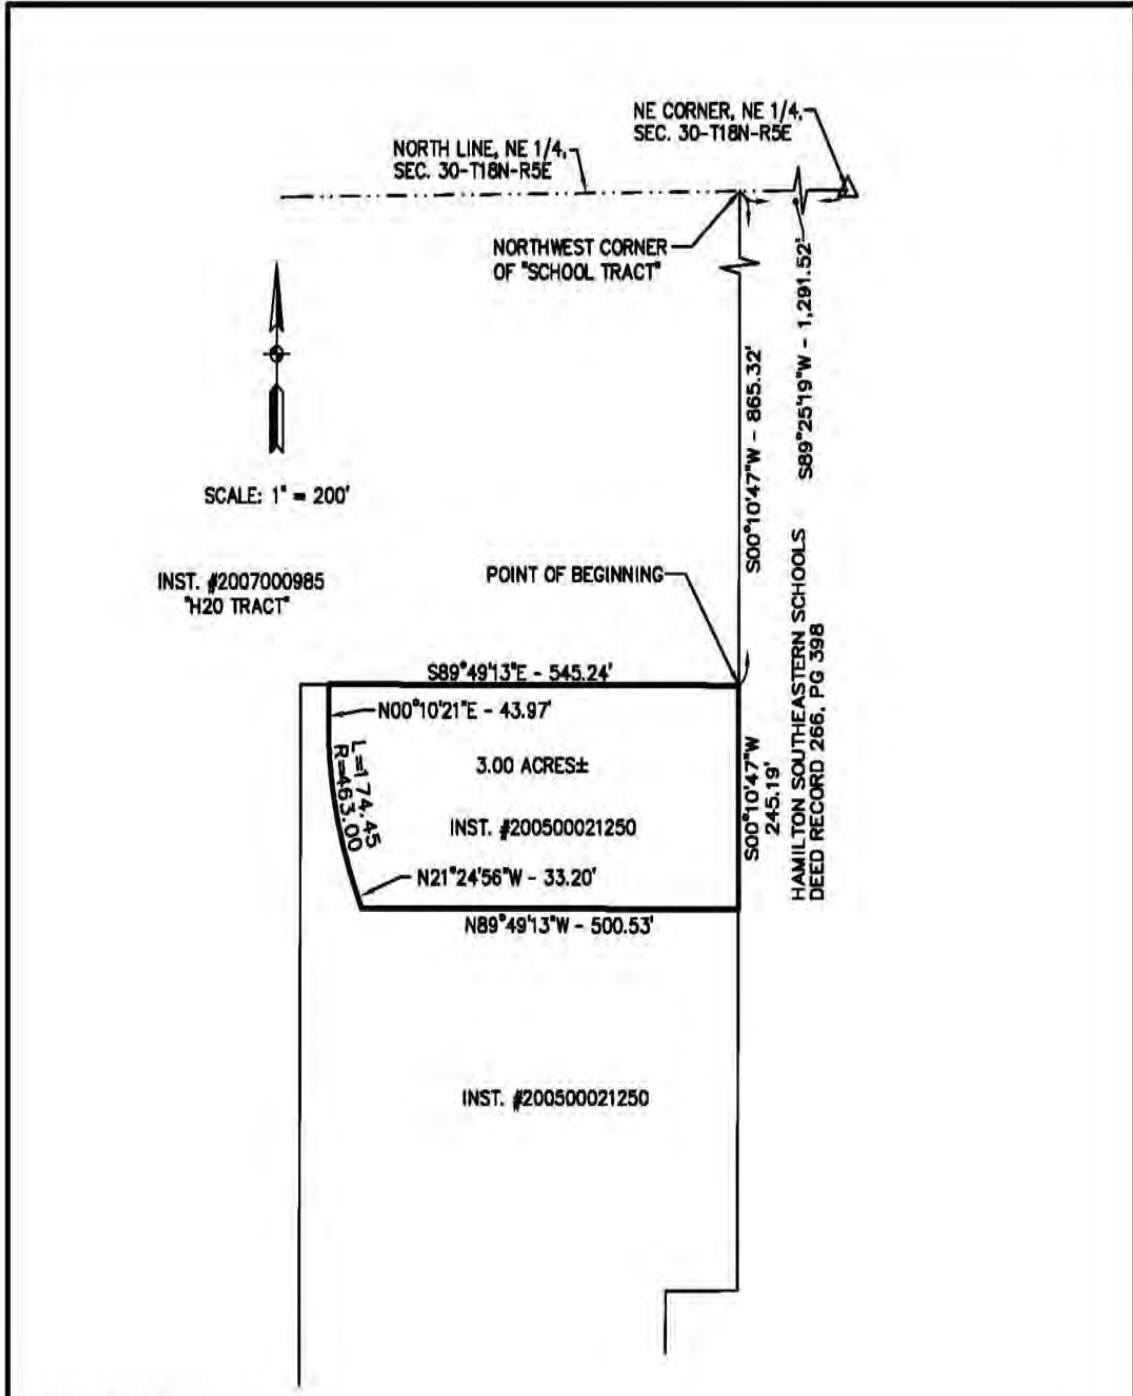 NE CORNER, NE 1/4,
SEC. 30-T18N-R5E
NORTH LINE, NE 1/4,
SEC. 30-T18N-R5E
NORTHWEST CORNER
OF "SCHOOL TRACT"
S89°25'19"W - 1,291.52'
S00°10'47"W - 865.32'
SCALE: 1" = 200'
INST. #2007000985
"H20 TRACT"
POINT OF BEGINNING
HAMILTON SOUTHEASTERN SCHOOLS
DEED RECORD 266, PG 398
S89°49'13"E - 545.24'
N00°10'21"E - 43.97'
L=174.45
R=463.00
3.00 ACRES±
S00°10'47"W
245.19'
INST. #200500021250
N21°24'56"W - 33.20'
N89°49'13"W - 500.53'
INST. #200500021250